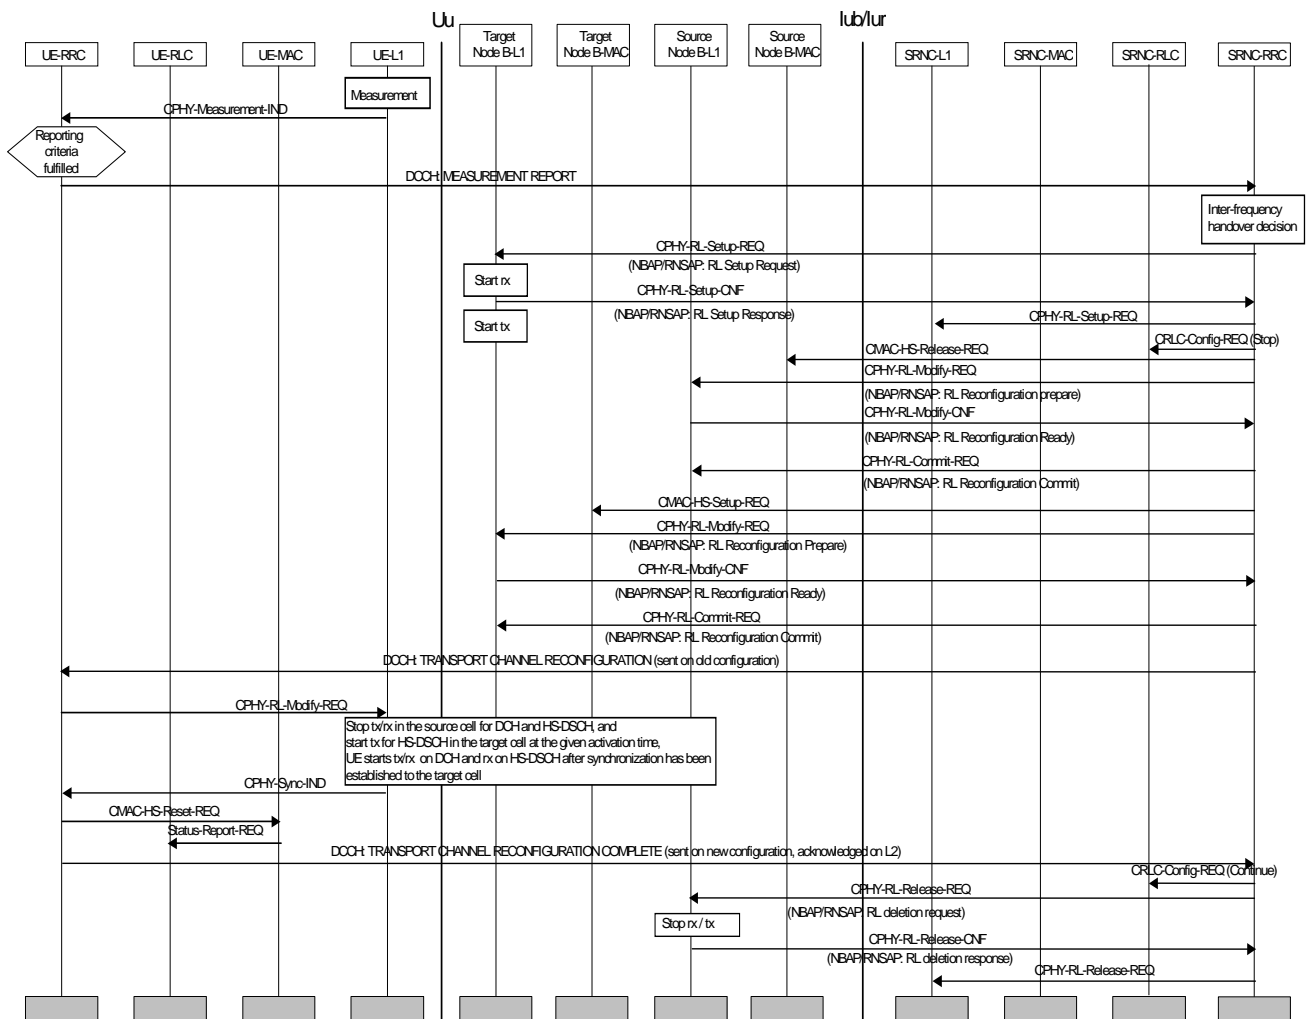 Uu
Iub/Iur
UE-RRC
UE-RLC
UE-MAC
UE-L1
Target
Node B-L1
Target
Node B-MAC
Source
Node B-L1
Source
Node B-MAC
SRNC-L1
SRNC-MAC
SRNC-RLC
SRNC-RRC
Measurement
CPHY-Measurement-IND
Reporting
criteria
fulfilled
DCCH: MEASUREMENT REPORT
Inter-frequency
handover decision
CPHY-RL-Setup-REQ
(NBAP/RNSAP: RL Setup Request)
Start rx
CPHY-RL-Setup-CNF
(NBAP/RNSAP: RL Setup Response)
Start tx
CPHY-RL-Setup-REQ
CRLC-Config-REQ (Stop)
CMAC-HS-Release-REQ
CPHY-RL-Modify-REQ
(NBAP/RNSAP: RL Reconfiguration prepare)
CPHY-RL-Modify-CNF
(NBAP/RNSAP: RL Reconfiguration Ready)
CPHY-RL-Commit-REQ
(NBAP/RNSAP: RL Reconfiguration Commit)
CMAC-HS-Setup-REQ
CPHY-RL-Modify-REQ
(NBAP/RNSAP: RL Reconfiguration Prepare)
CPHY-RL-Modify-CNF
(NBAP/RNSAP: RL Reconfiguration Ready)
CPHY-RL-Commit-REQ
(NBAP/RNSAP: RL Reconfiguration Commit)
DCCH: TRANSPORT CHANNEL RECONFIGURATION (sent on old configuration)
CPHY-RL-Modify-REQ
Stop tx/rx in the source cell for DCH and HS-DSCH, and
start tx for HS-DSCH in the target cell at the given activation time,
UE starts tx/rx on DCH and rx on HS-DSCH after synchronization has been
established to the target cell
CPHY-Sync-IND
CMAC-HS-Reset-REQ
Status-Report-REQ
DCCH: TRANSPORT CHANNEL RECONFIGURATION COMPLETE (sent on new configuration, acknowledged on L2)
CRLC-Config-REQ (Continue)
CPHY-RL-Release-REQ
(NBAP/RNSAP: RL deletion request)
Stop rx / tx
CPHY-RL-Release-CNF
(NBAP/RNSAP: RL deletion response)
CPHY-RL-Release-REQ